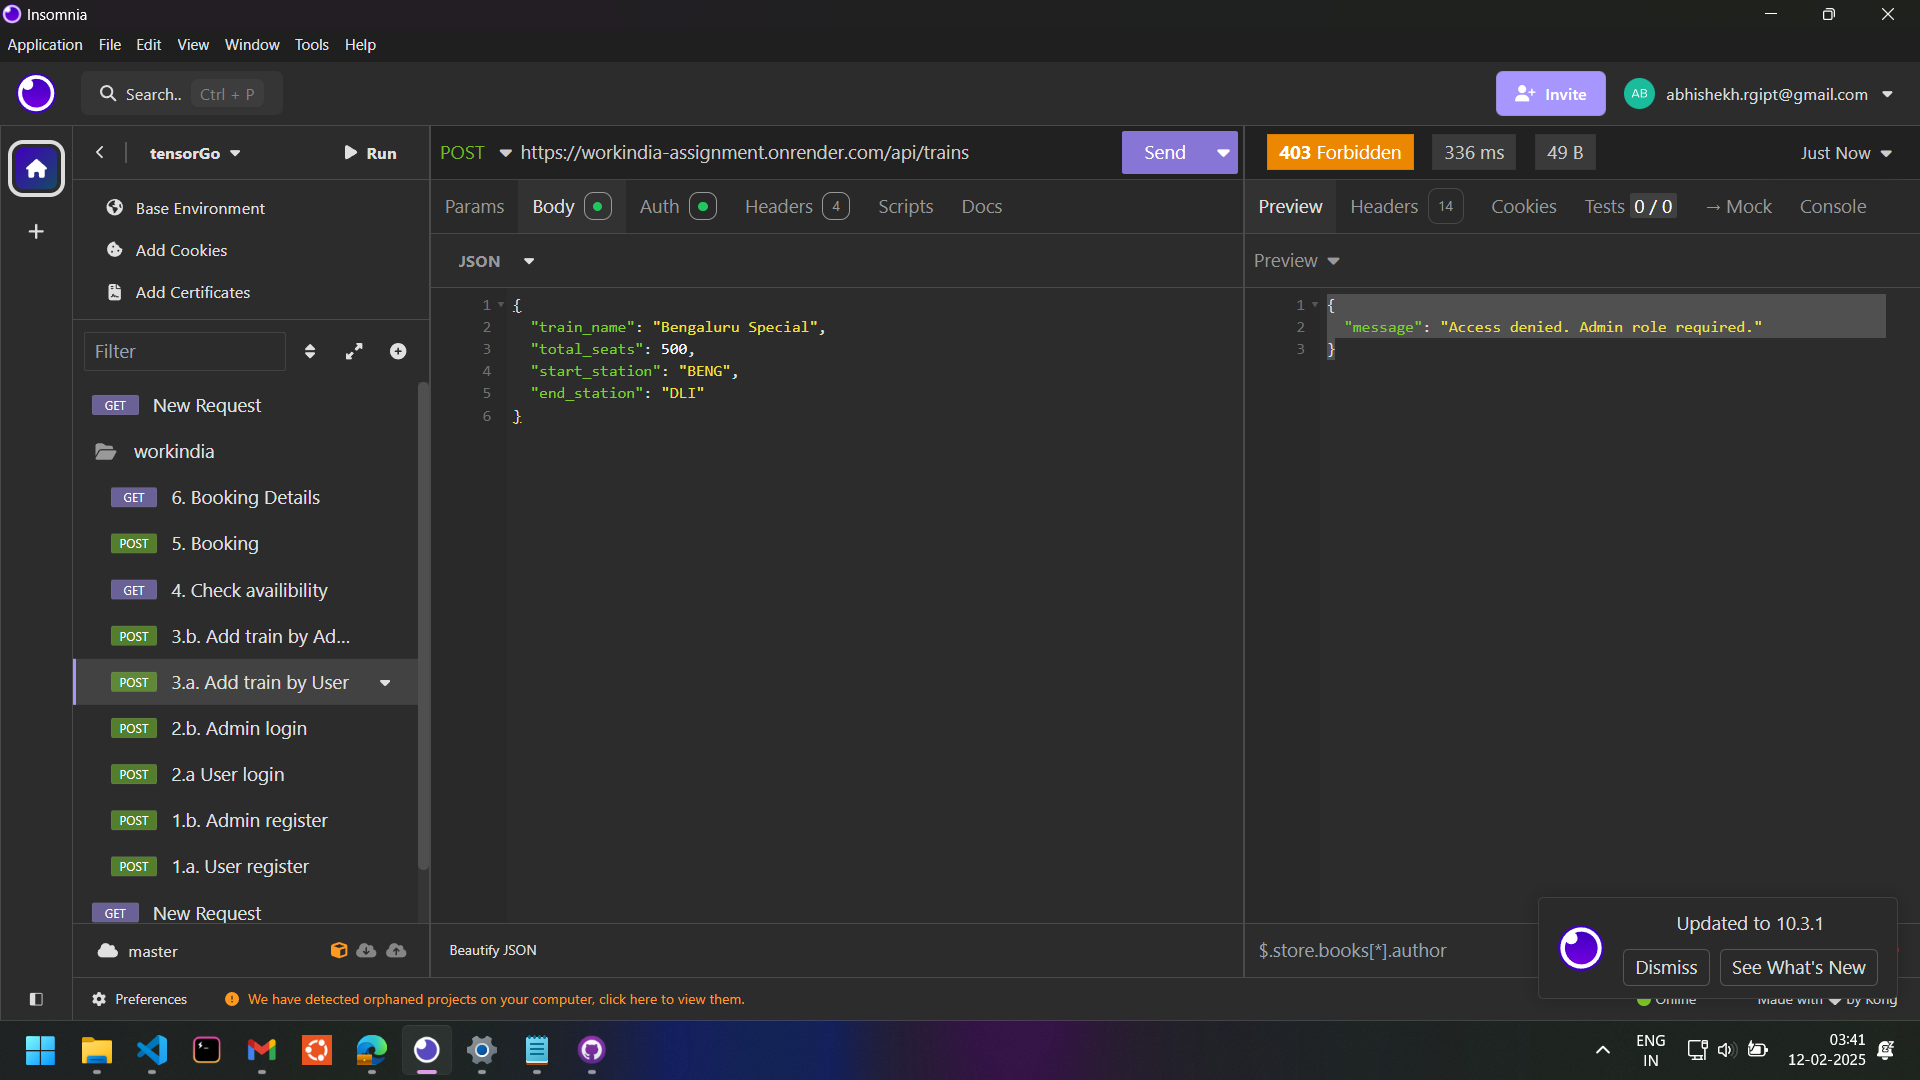 Insomnia
Application File Edit View Window Tools Help
Search.. Ctrl + P
Invite
AB abhishekh.rgipt@gmail.com
tensorGo
Run
Base Environment
Add Cookies
Add Certificates
Filter
GET New Request
workindia
GET 6. Booking Details
POST 5. Booking
GET 4. Check availibility
POST 3.b. Add train by Ad...
POST 3.a. Add train by User
POST 2.b. Admin login
POST 2.a User login
POST 1.b. Admin register
POST 1.a. User register
GET New Request
master
POST https://workindia-assignment.onrender.com/api/trains
Send
Params Body Auth Headers 4 Scripts Docs
JSON
1 {
2 "train_name": "Bengaluru Special",
3 "total_seats": 500,
4 "start_station": "BENG",
5 "end_station": "DLI"
6 }
Beautify JSON
403 Forbidden 336 ms 49 B Just Now
Preview Headers 14 Cookies Tests 0 / 0 → Mock Console
Preview
1 {
2 "message": "Access denied. Admin role required."
3 }
$.store.books[*].author
Updated to 10.3.1
Dismiss See What's New
Preferences
We have detected orphaned projects on your computer, click here to view them.
Online Made with ❤ by Kong
ENG
IN
03:41
12-02-2025